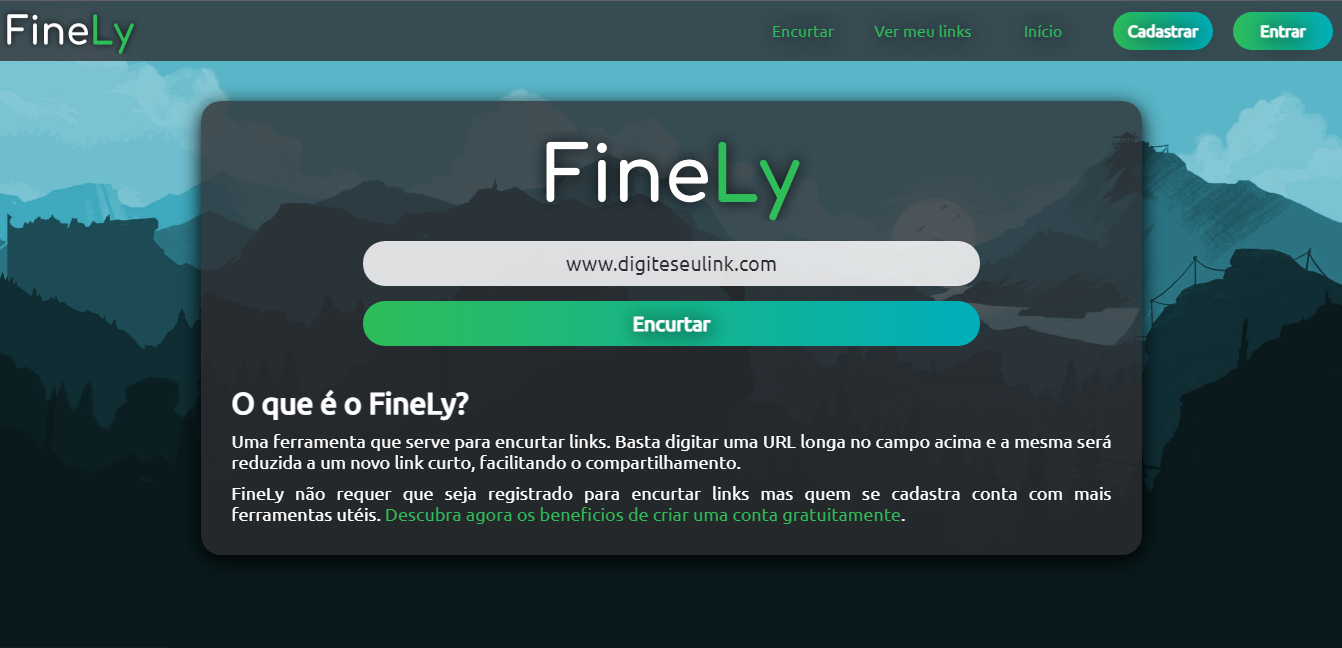 FineLy
Encurtar
Ver meu links
Início
Cadastrar
Entrar
FineLy
www.digiteseulink.com
Encurtar
O que é o FineLy?
Uma ferramenta que serve para encurtar links. Basta digitar uma URL longa no campo acima e a mesma será
reduzida a um novo link curto, facilitando o compartilhamento.
FineLy não requer que seja registrado para encurtar links mas quem se cadastra conta com mais
ferramentas utéis. Descubra agora os beneficios de criar uma conta gratuitamente.